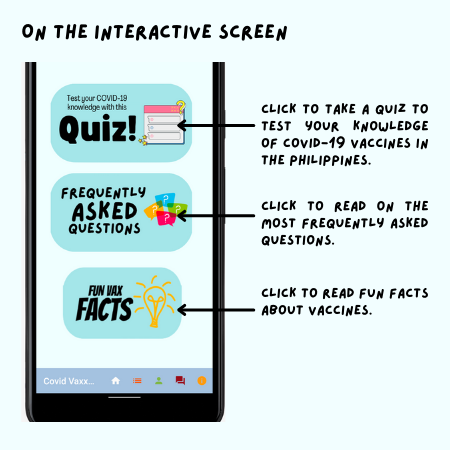 ON THE INTERACTIVE SCREEN
Test your COVID-19
knowledge with this
Quiz!
CLICK TO TAKE A QUIZ TO
TEST YOUR KNOWLEDGE
OF COVID-19 VACCINES IN
THE PHILIPPINES.
FREQUENTLY
ASKED
QUESTIONS
CLICK TO READ ON THE
MOST FREQUENTLY ASKED
QUESTIONS.
FUN VAX
FACTS
CLICK TO READ FUN FACTS
ABOUT VACCINES.
Covid Vaxx...